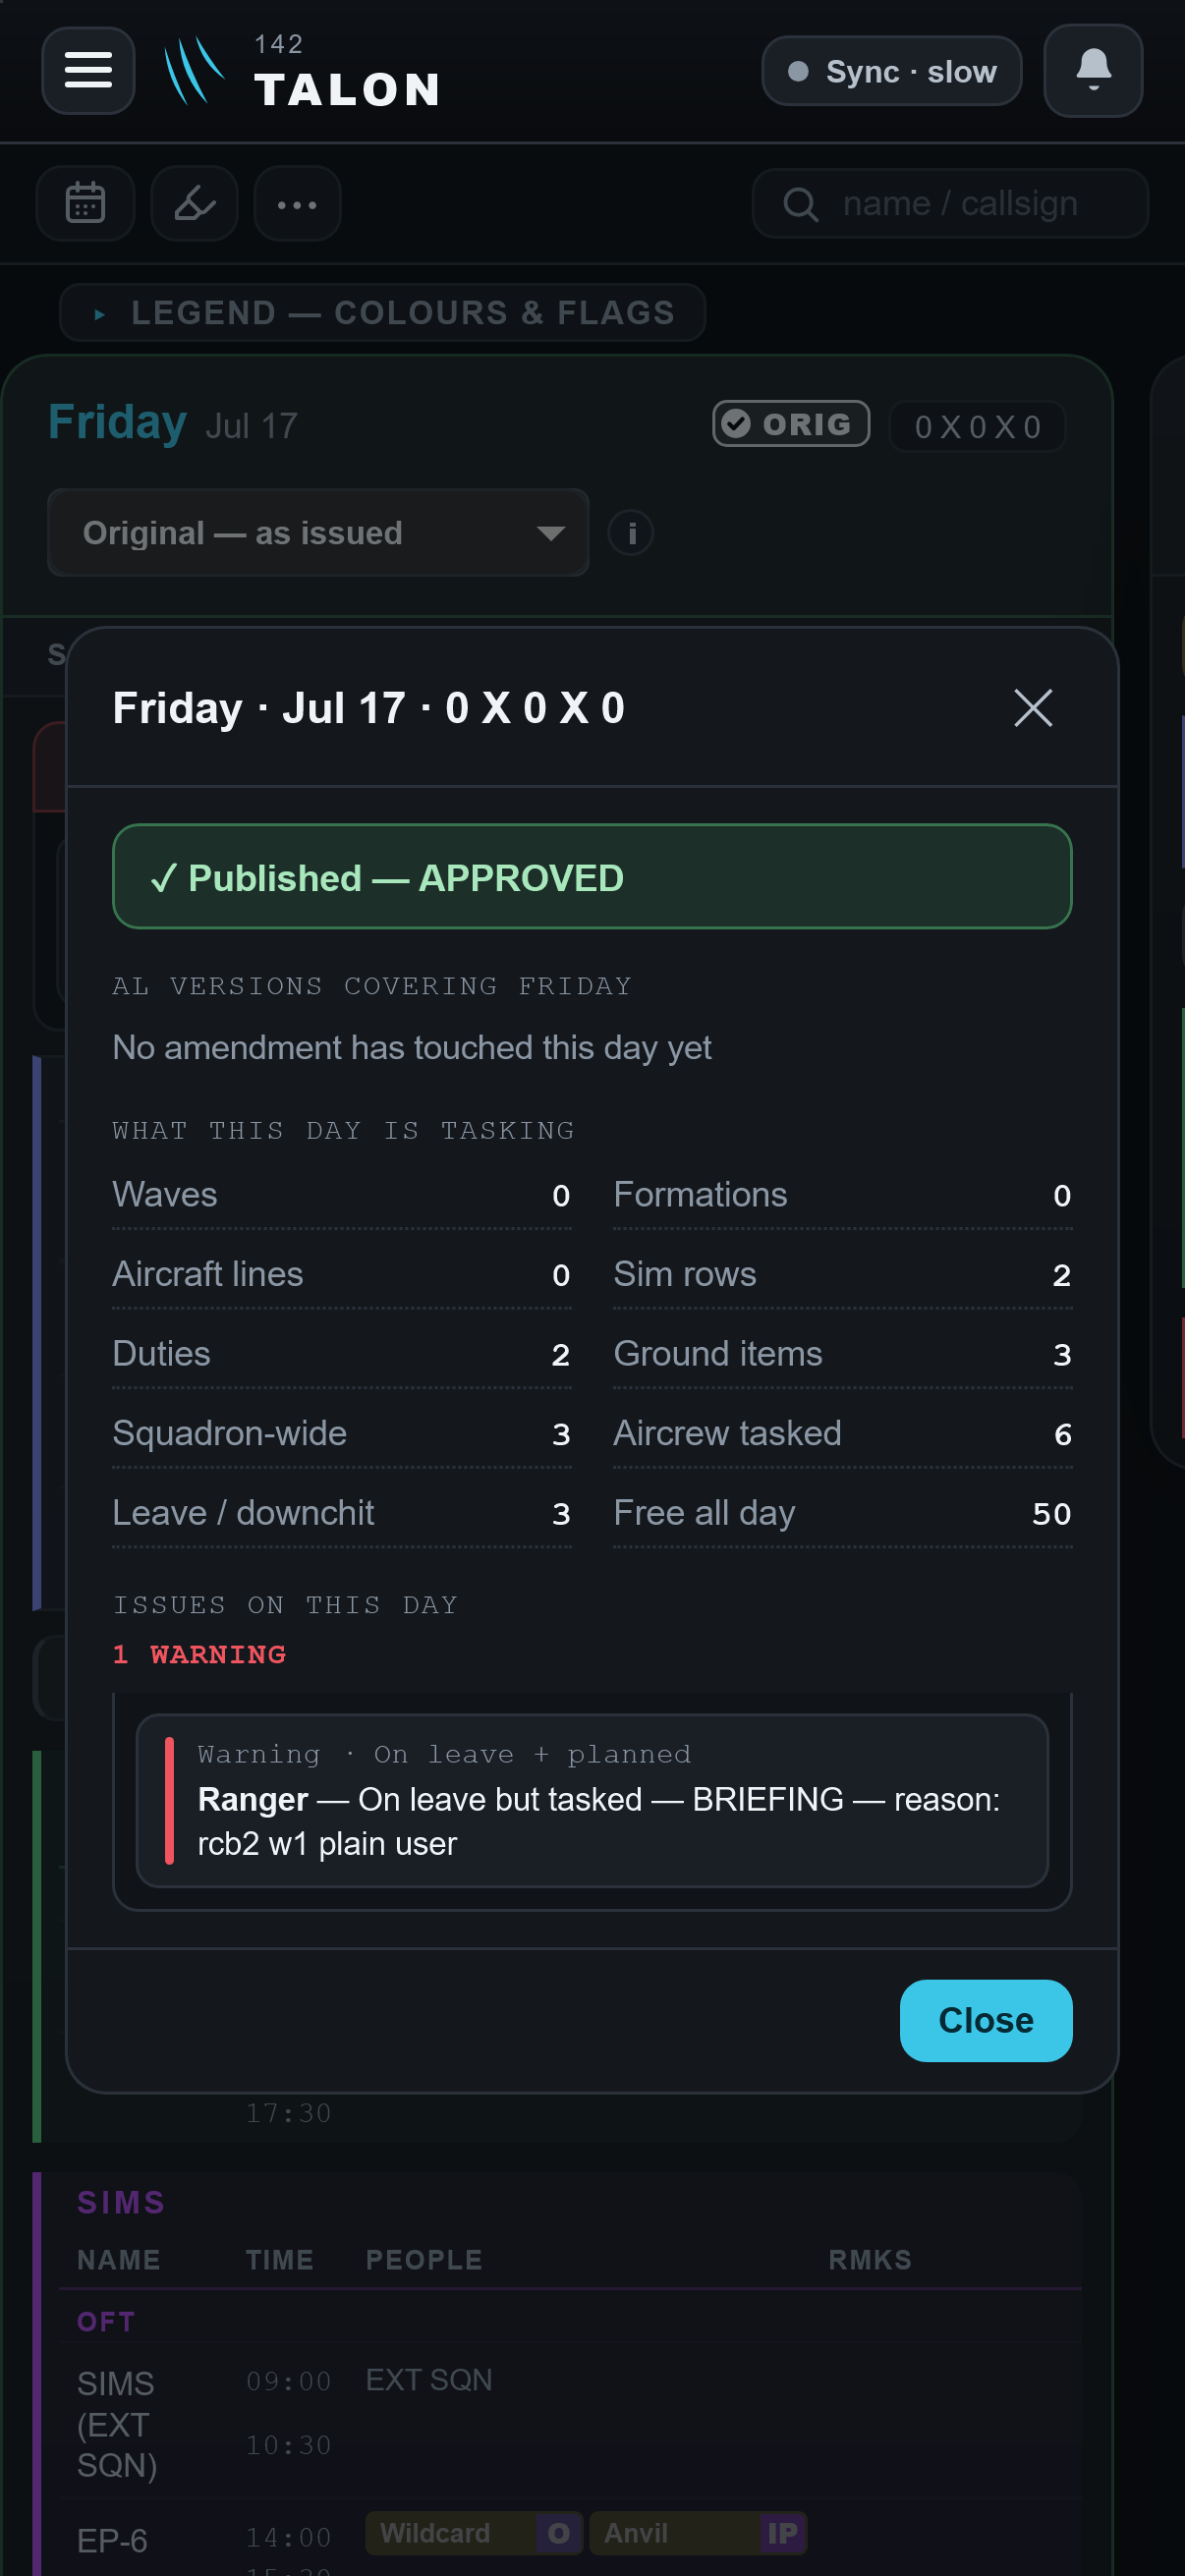 142
TALON
Sync · slow
name / callsign
▸ LEGEND — COLOURS & FLAGS
Friday Jul 17
ORIG
0 X 0 X 0
Original — as issued
i
S
Friday · Jul 17 · 0 X 0 X 0
✓ Published — APPROVED
AL VERSIONS COVERING FRIDAY
No amendment has touched this day yet
WHAT THIS DAY IS TASKING
Waves 0
Formations 0
Aircraft lines 0
Sim rows 2
Duties 2
Ground items 3
Squadron-wide 3
Aircrew tasked 6
Leave / downchit 3
Free all day 50
ISSUES ON THIS DAY
1 WARNING
Warning · On leave + planned
Ranger — On leave but tasked — BRIEFING — reason:
rcb2 w1 plain user
Close
17:30
SIMS
NAME TIME PEOPLE RMKS
OFT
SIMS 09:00 EXT SQN
(EXT
10:30
SQN)
EP-6 14:00 Wildcard O Anvil IP